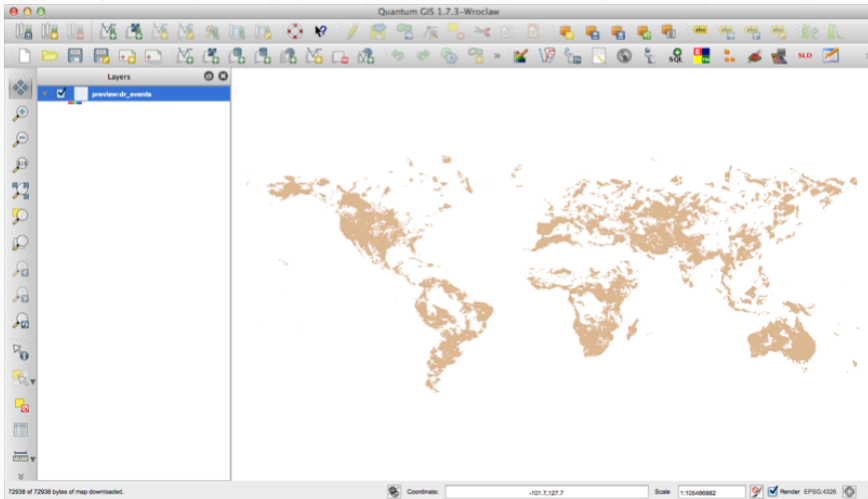 Quantum GIS 1.7.3-Wroclaw
SQL
SLD
Layers
preview:dr_events
72938 of 72938 bytes of map downloaded.
Coordinate:
-101.7,127.7
Scale
1:105486882
Render
EPSG:4326